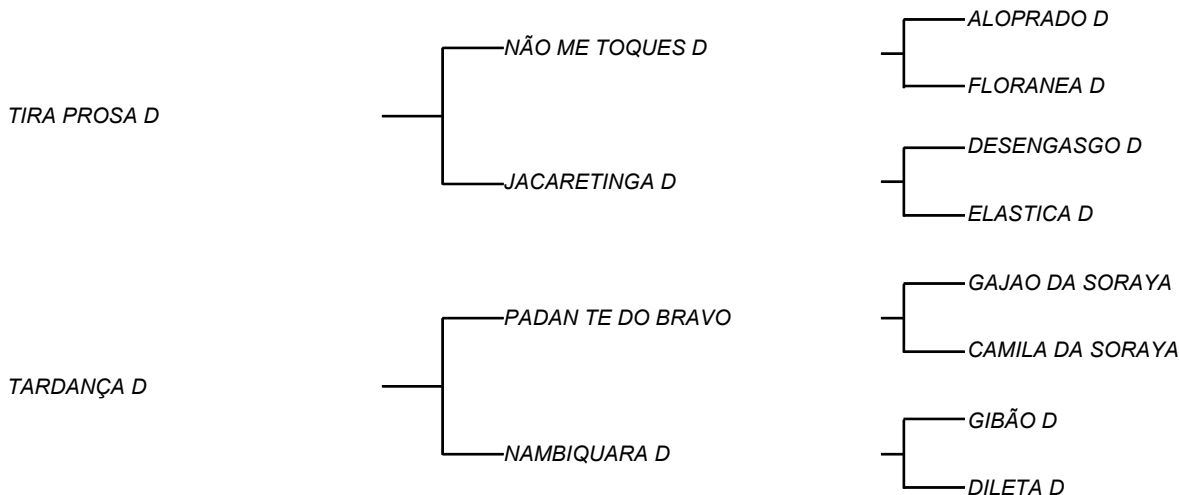 ALOPRADO D
NÃO ME TOQUES D
FLORANEA D
TIRA PROSA D
DESENGASGO D
JACARETINGA D
ELASTICA D
GAJAO DA SORAYA
PADAN TE DO BRAVO
CAMILA DA SORAYA
TARDANÇA D
GIBÃO D
NAMBIQUARA D
DILETA D